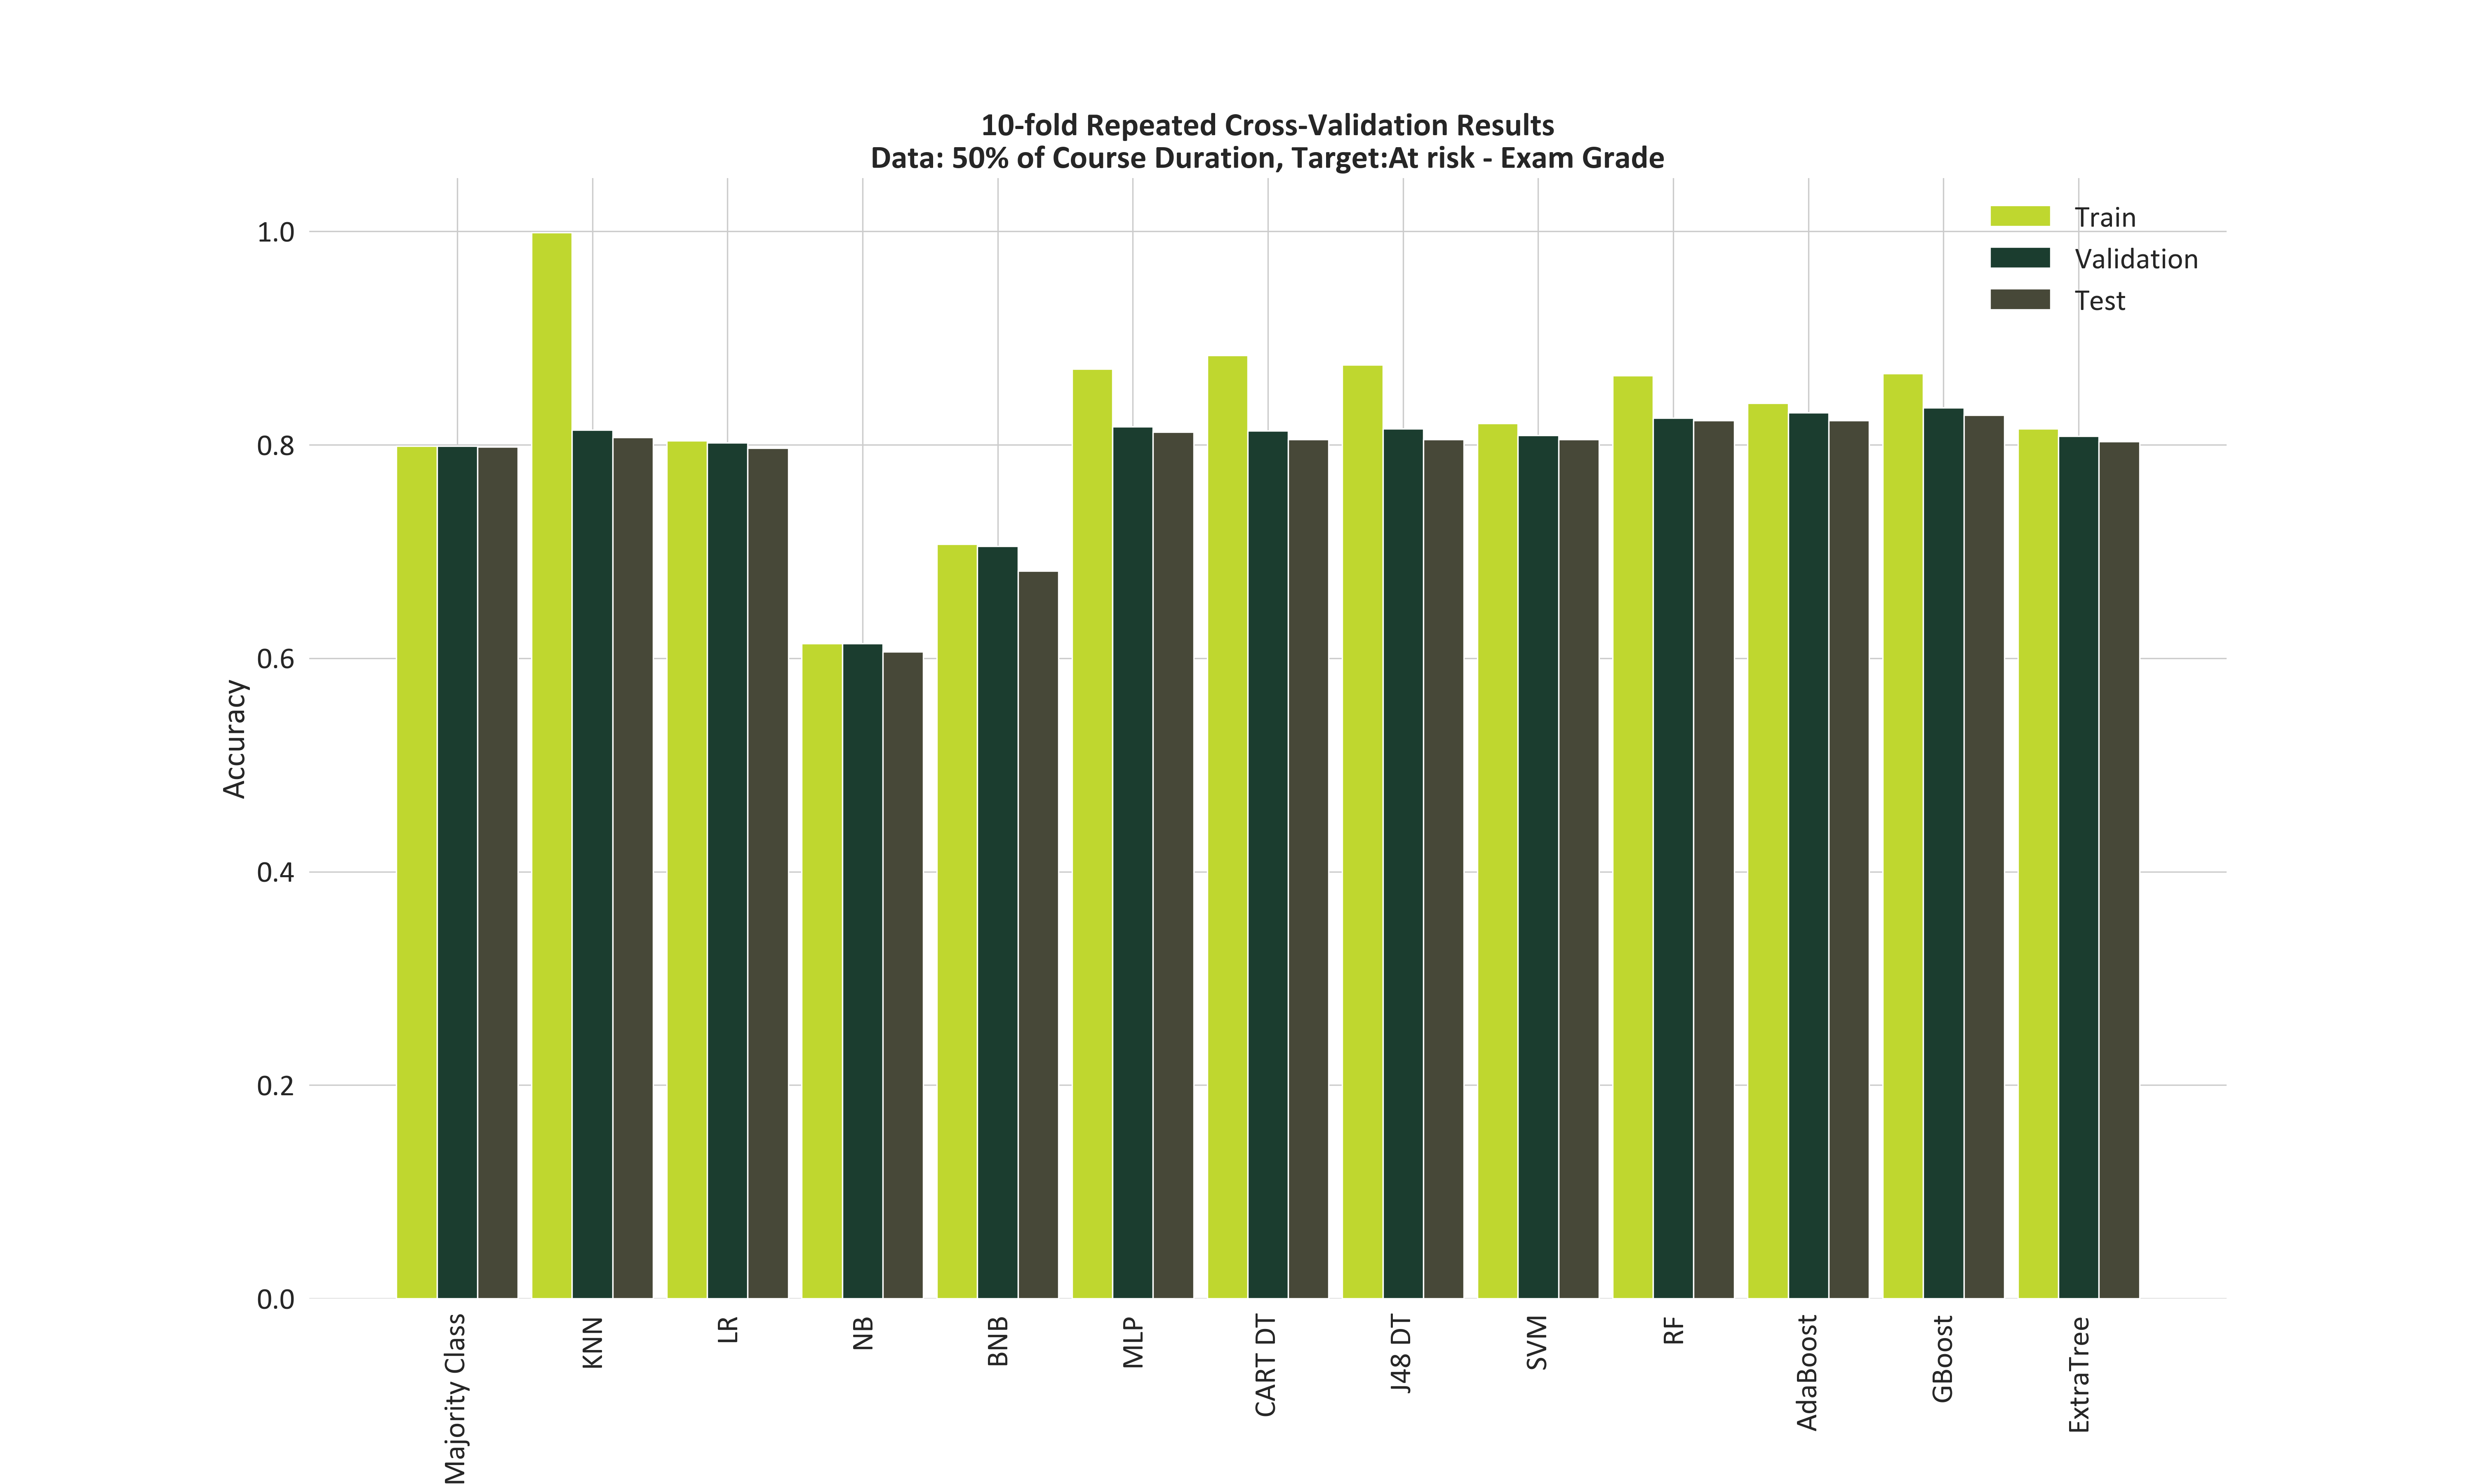 10-fold Repeated Cross-Validation Results
Data: 50% of Course Duration, Target:At risk - Exam Grade
Train
Validation
Test
Accuracy
1.0
0.8
0.6
0.4
0.2
0.0
Majority Class
KNN
LR
NB
BNB
MLP
CART DT
J48 DT
SVM
RF
AdaBoost
GBoost
ExtraTree